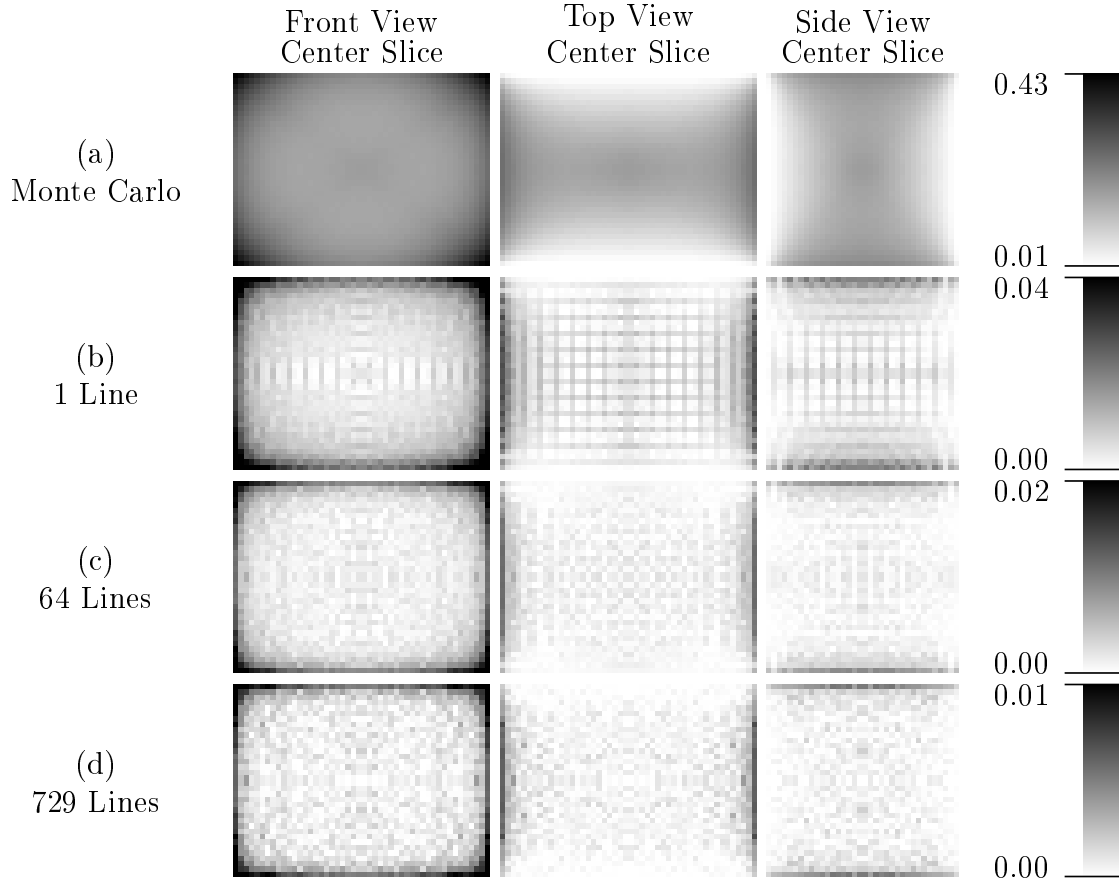 Front View
Center Slice
Top View
Center Slice
Side View
Center Slice
(a)
Monte Carlo
0.43
0.01
(b)
1 Line
0.04
0.00
(c)
64 Lines
0.02
0.00
(d)
729 Lines
0.01
0.00